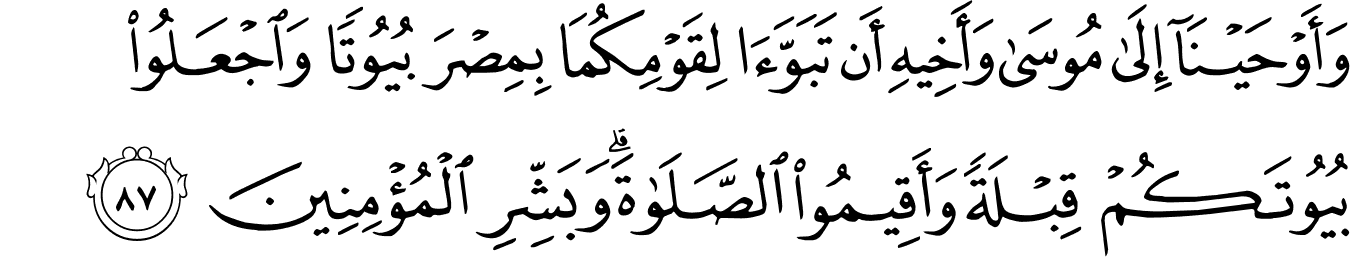 وَأَوۡحَيۡنَآ إِلَىٰ مُوسَىٰ وَأَخِيهِ أَن تَبَوَّءَا لِقَوۡمِكُمَا بِمِصۡرَ بُيُوتٗا وَٱجۡعَلُواْ
بُيُوتَكُمۡ قِبۡلَةٗ وَأَقِيمُواْ ٱلصَّلَوٰةَۗ وَبَشِّرِ ٱلۡمُؤۡمِنِينَ ٨٧